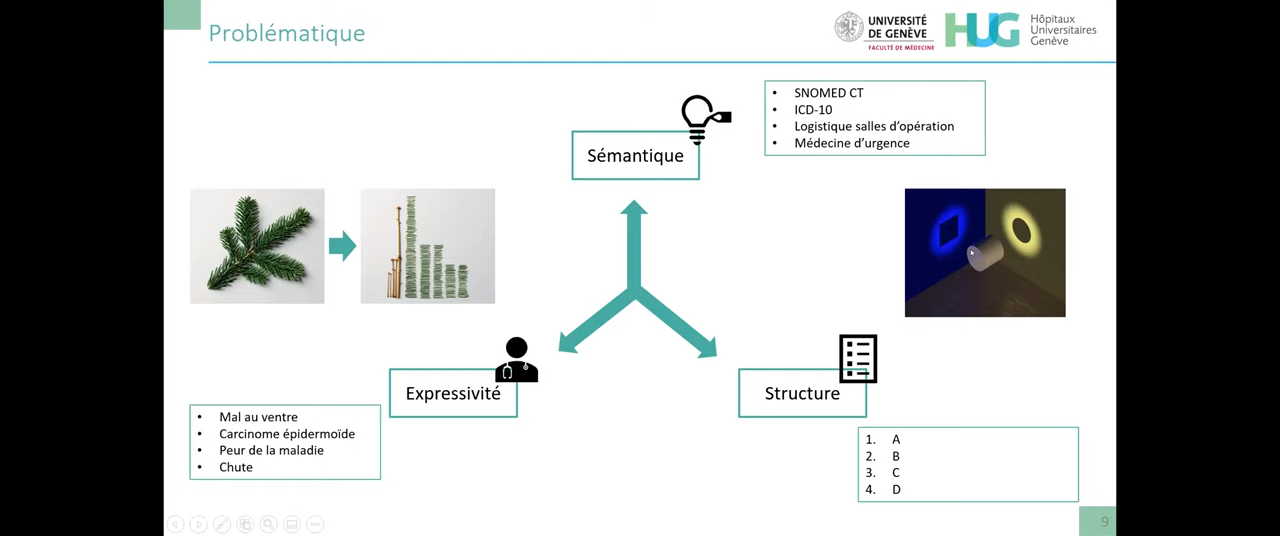 Problématique
UNIVERSITÉ
DE GENÈVE
FACULTÉ DE MÉDECINE
HUG
Hôpitaux
Universitaires
Genève
• SNOMED CT
• ICD-10
• Logistique salles d'opération
• Médecine d'urgence
Sémantique
Expressivité
• Mal au ventre
• Carcinome épidermoïde
• Peur de la maladie
• Chute
Structure
1. A
2. B
3. C
4. D
9